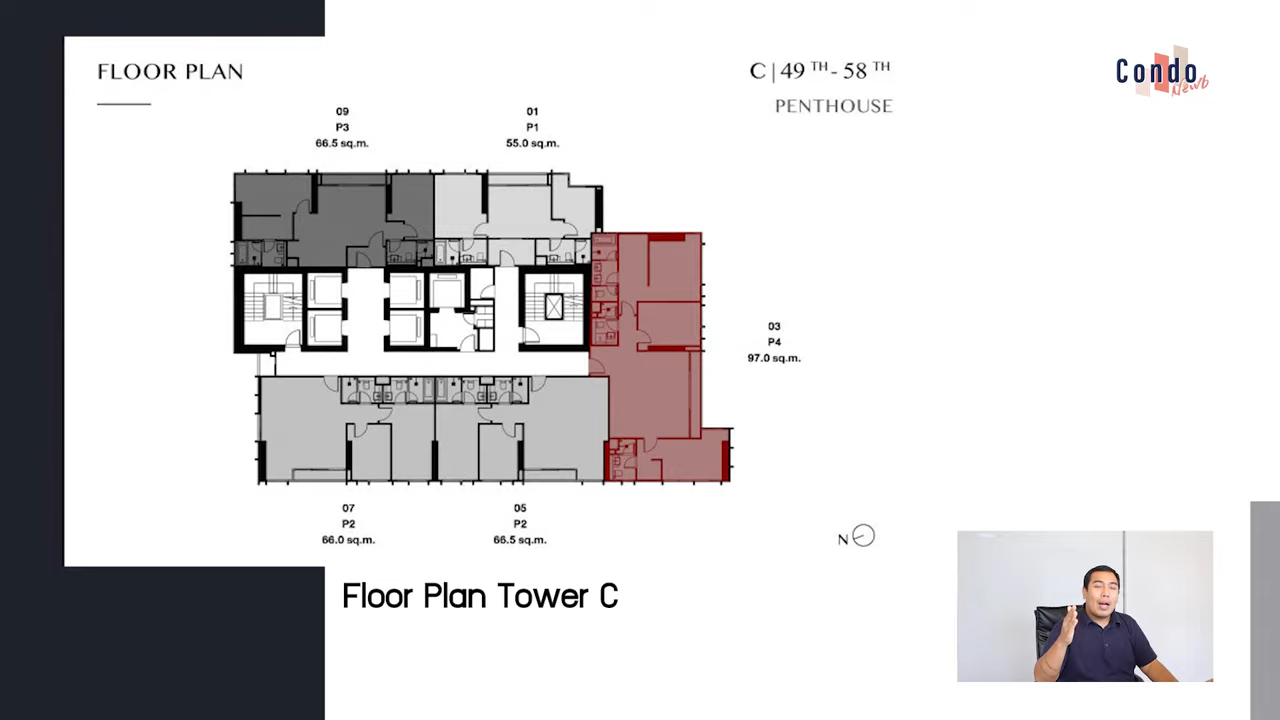 FLOOR PLAN
C | 49 TH - 58 TH
PENTHOUSE
Condo
Newb
09
P3
66.5 sq.m.
01
P1
55.0 sq.m.
03
P4
97.0 sq.m.
07
P2
66.0 sq.m.
05
P2
66.5 sq.m.
N
Floor Plan Tower C